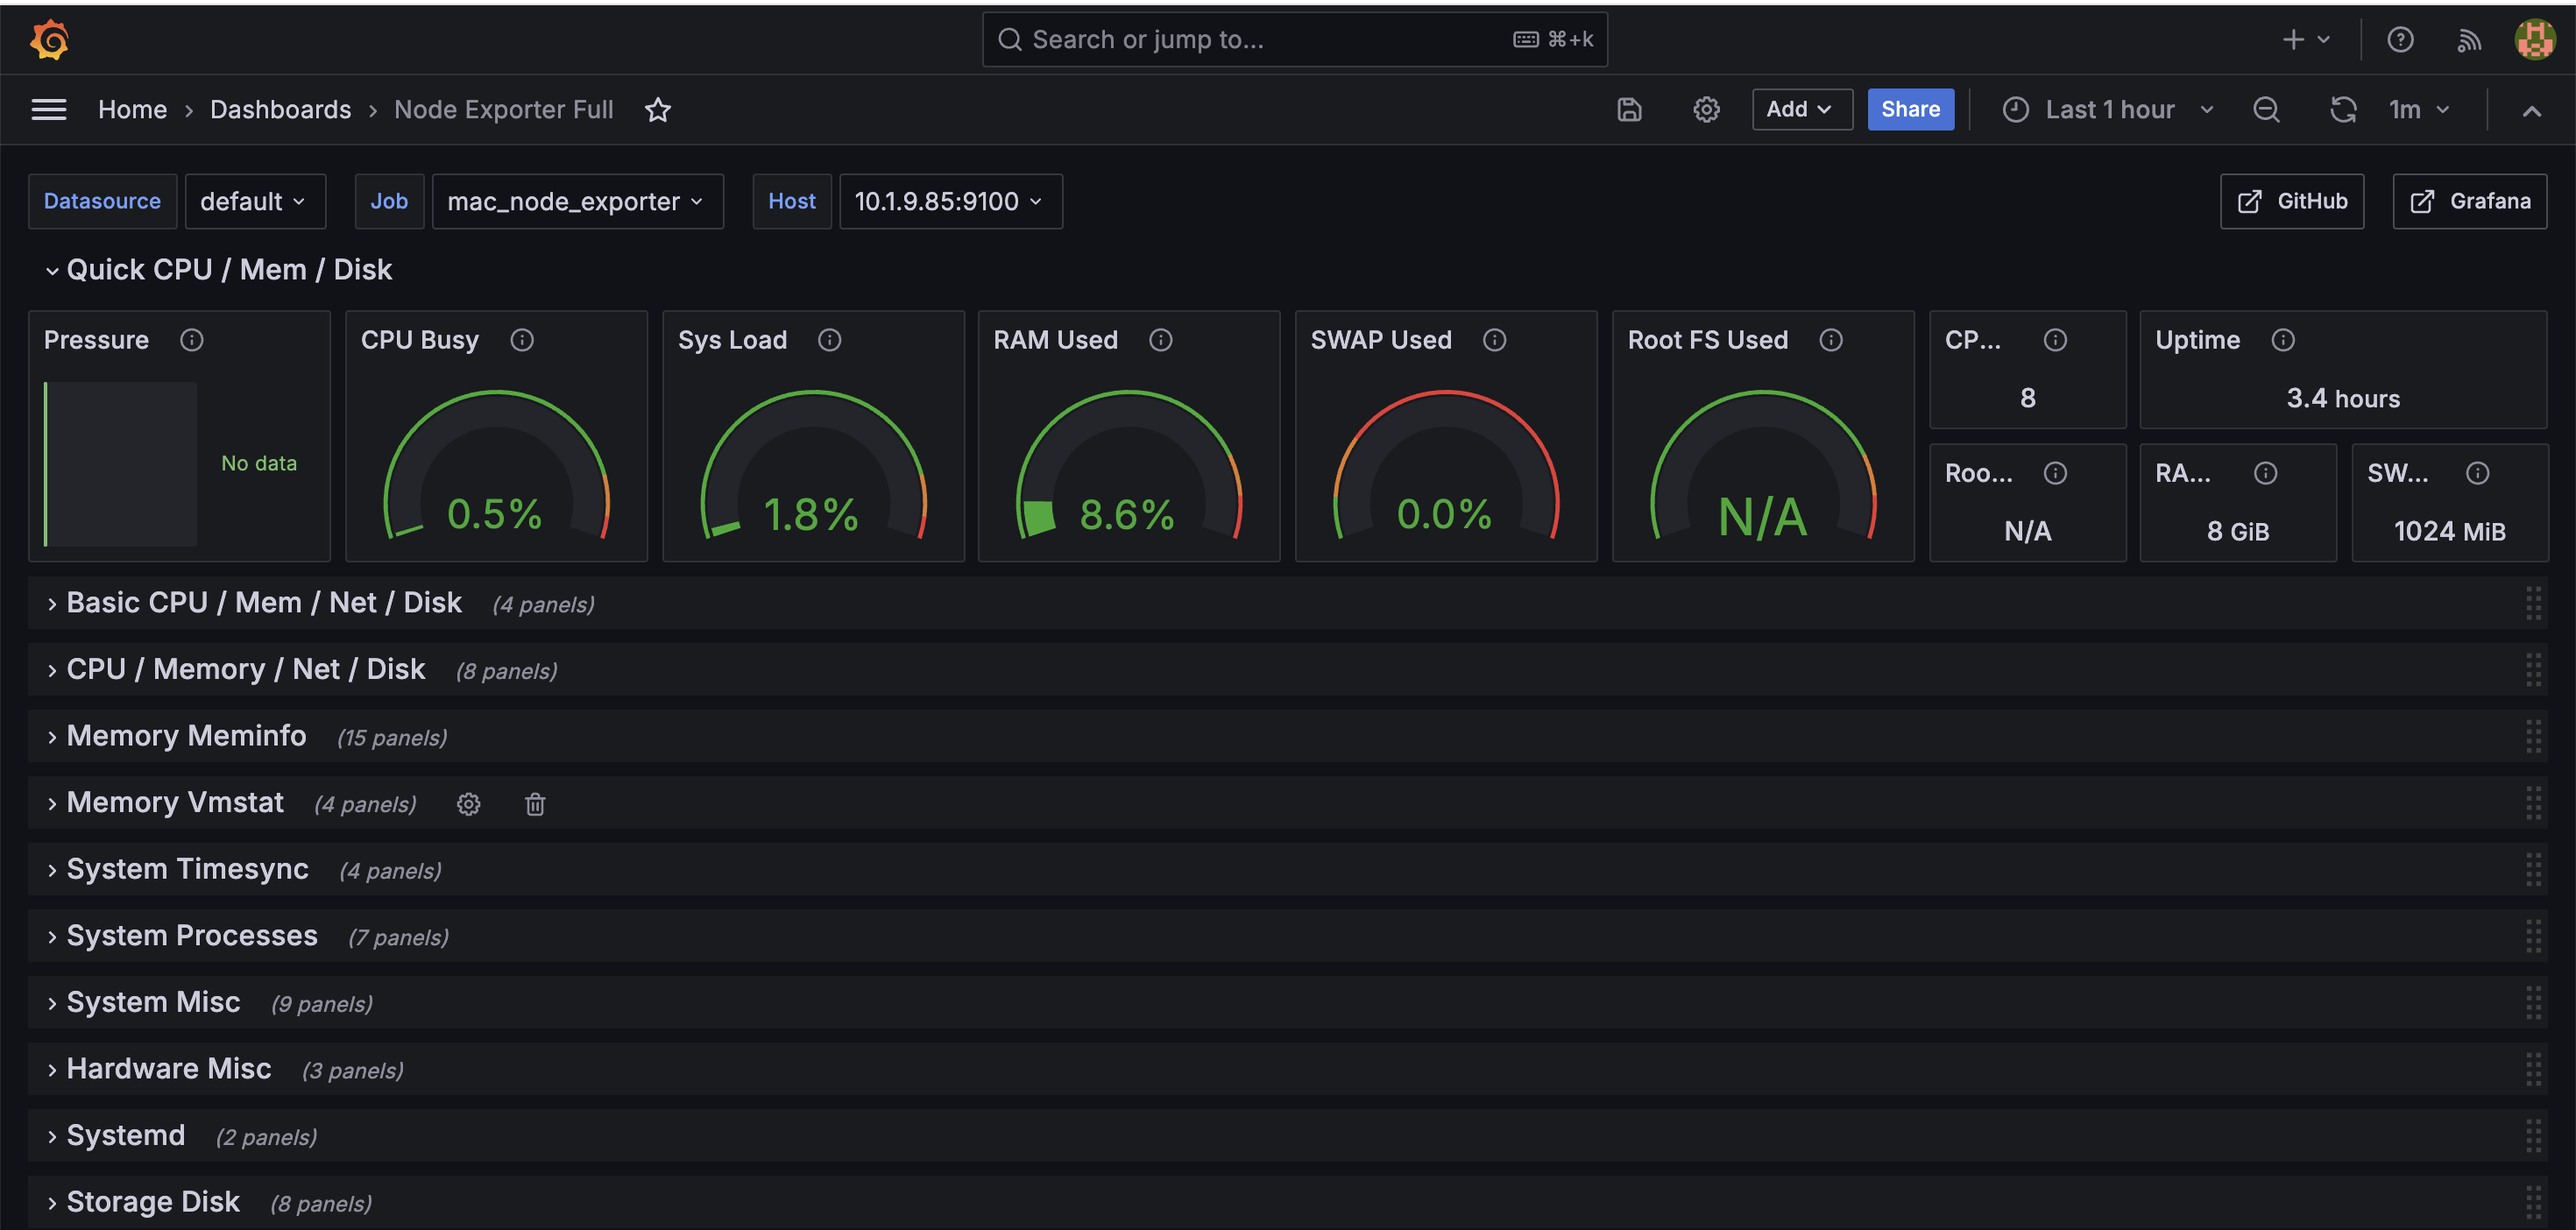 Search or jump to...
⌘+k
Home › Dashboards › Node Exporter Full
Add
Share
Last 1 hour
1m
Datasource
default
Job
mac_node_exporter
Host
10.1.9.85:9100
GitHub
Grafana
Quick CPU / Mem / Disk
Pressure
No data
CPU Busy
0.5%
Sys Load
1.8%
RAM Used
8.6%
SWAP Used
0.0%
Root FS Used
N/A
CP...
8
Uptime
3.4 hours
Roo...
N/A
RA...
8 GiB
SW...
1024 MiB
Basic CPU / Mem / Net / Disk (4 panels)
CPU / Memory / Net / Disk (8 panels)
Memory Meminfo (15 panels)
Memory Vmstat (4 panels)
System Timesync (4 panels)
System Processes (7 panels)
System Misc (9 panels)
Hardware Misc (3 panels)
Systemd (2 panels)
Storage Disk (8 panels)